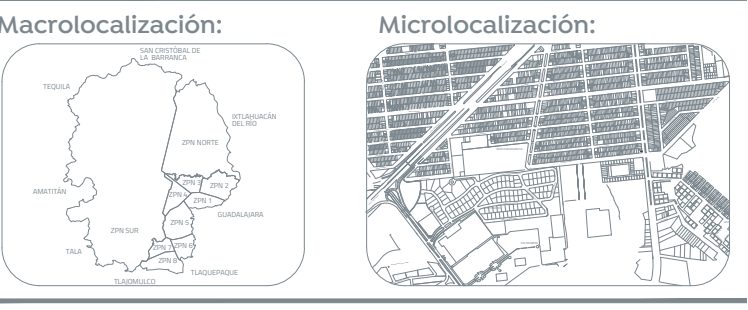 Macrolocalización:
Microlocalización:
SAN CRISTÓBAL DE
LA BARRANCA
TEQUILA
IXTLAHUACÁN
DEL RÍO
ZPN NORTE
ZPN 3
ZPN 2
AMATITÁN
ZPN 4
ZPN 1
GUADALAJARA
ZPN 5
ZPN SUR
ZPN 7
ZPN 6
TALA
ZPN 8
TLAQUEPAQUE
TLAJOMULCO